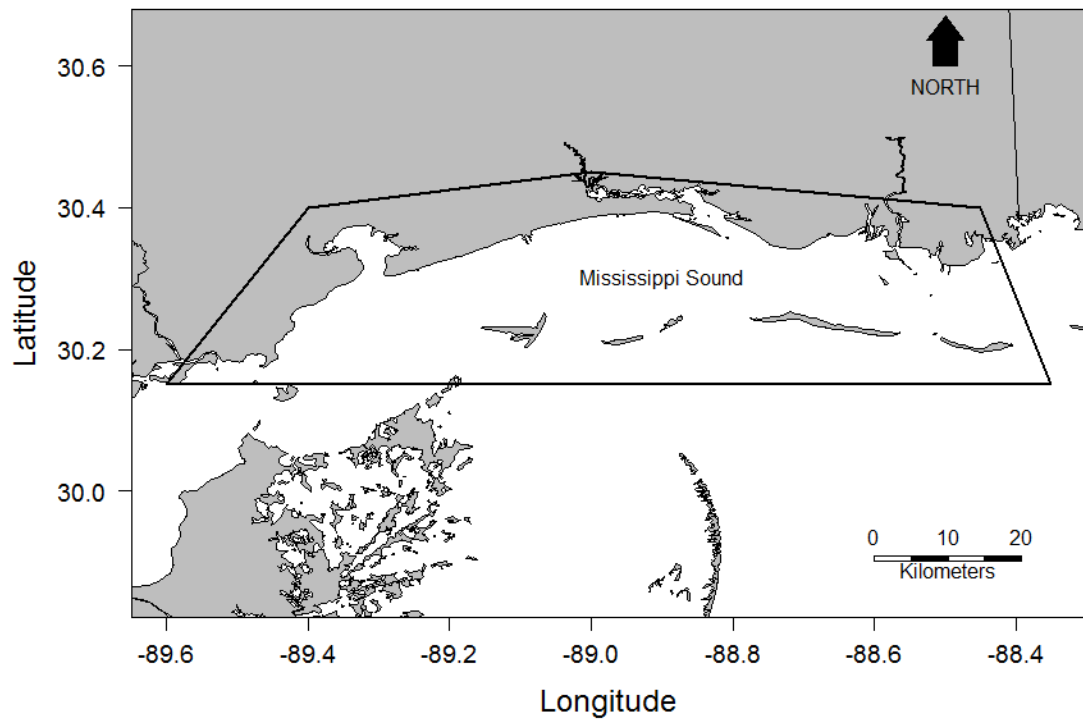 30.6
NORTH
30.4
Mississippi Sound
Latitude
30.2
30.0
0 10 20
Kilometers
-89.6 -89.4 -89.2 -89.0 -88.8 -88.6 -88.4
Longitude